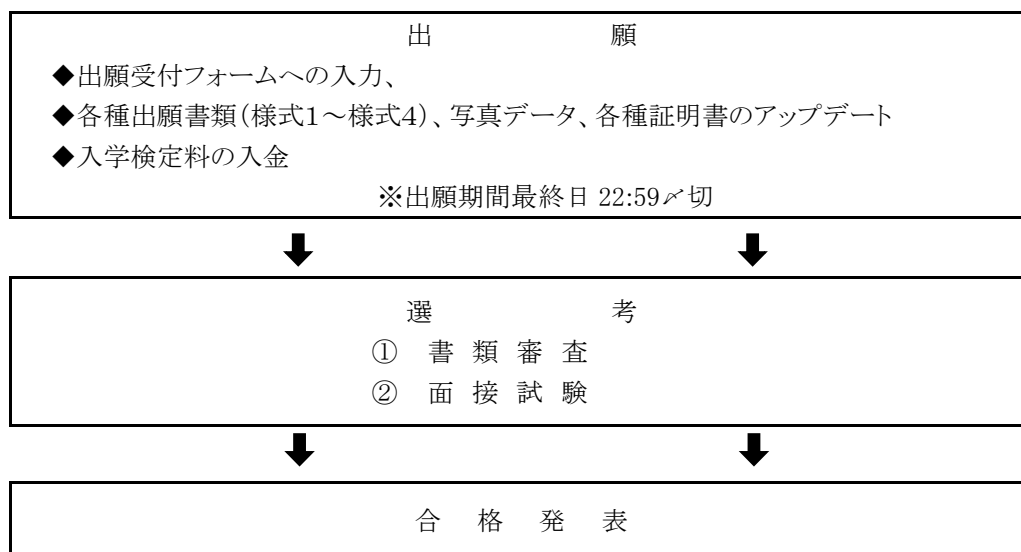 出　願
◆出願受付フォームへの入力、
◆各種出願書類(様式1～様式4)、写真データ、各種証明書のアップデート
◆入学検定料の入金
※出願期間最終日 22:59〆切
選　考
① 書 類 審 査
② 面 接 試 験
合 格 発 表